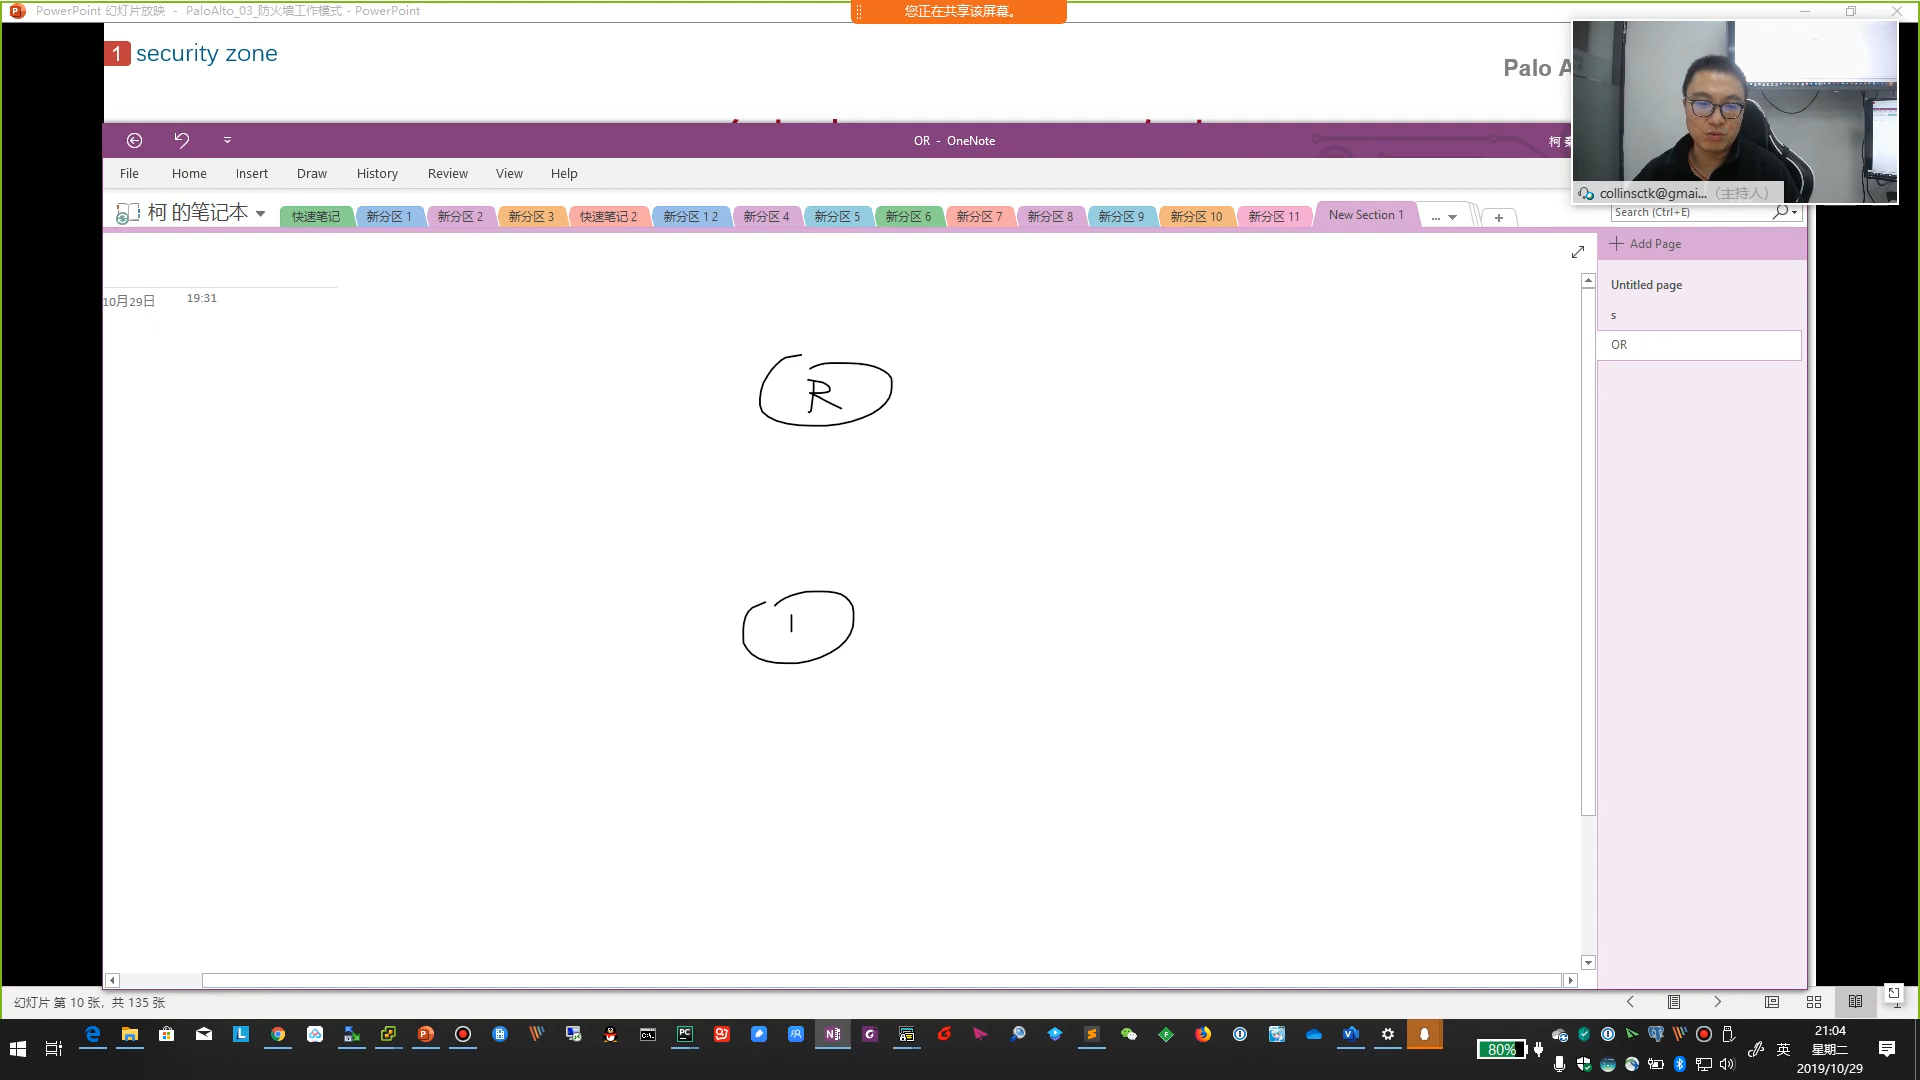 PowerPoint 幻灯片放映 - PaloAlto_03_防火墙工作模式 - PowerPoint
您正在共享该屏幕。
1 security zone
Palo A
OR - OneNote
File Home Insert Draw History Review View Help
collinsctk@gmai... (主持人)
柯 的笔记本
快速笔记 新分区 1 新分区 2 新分区 3 快速笔记 2 新分区 1 2 新分区 4 新分区 5 新分区 6 新分区 7 新分区 8 新分区 9 新分区 10 新分区 11 New Section 1 ...
Search (Ctrl+E)
Add Page
Untitled page
s
OR
10月29日 19:31
R
1
幻灯片 第 10 张，共 135 张
80%
英
21:04
星期二
2019/10/29